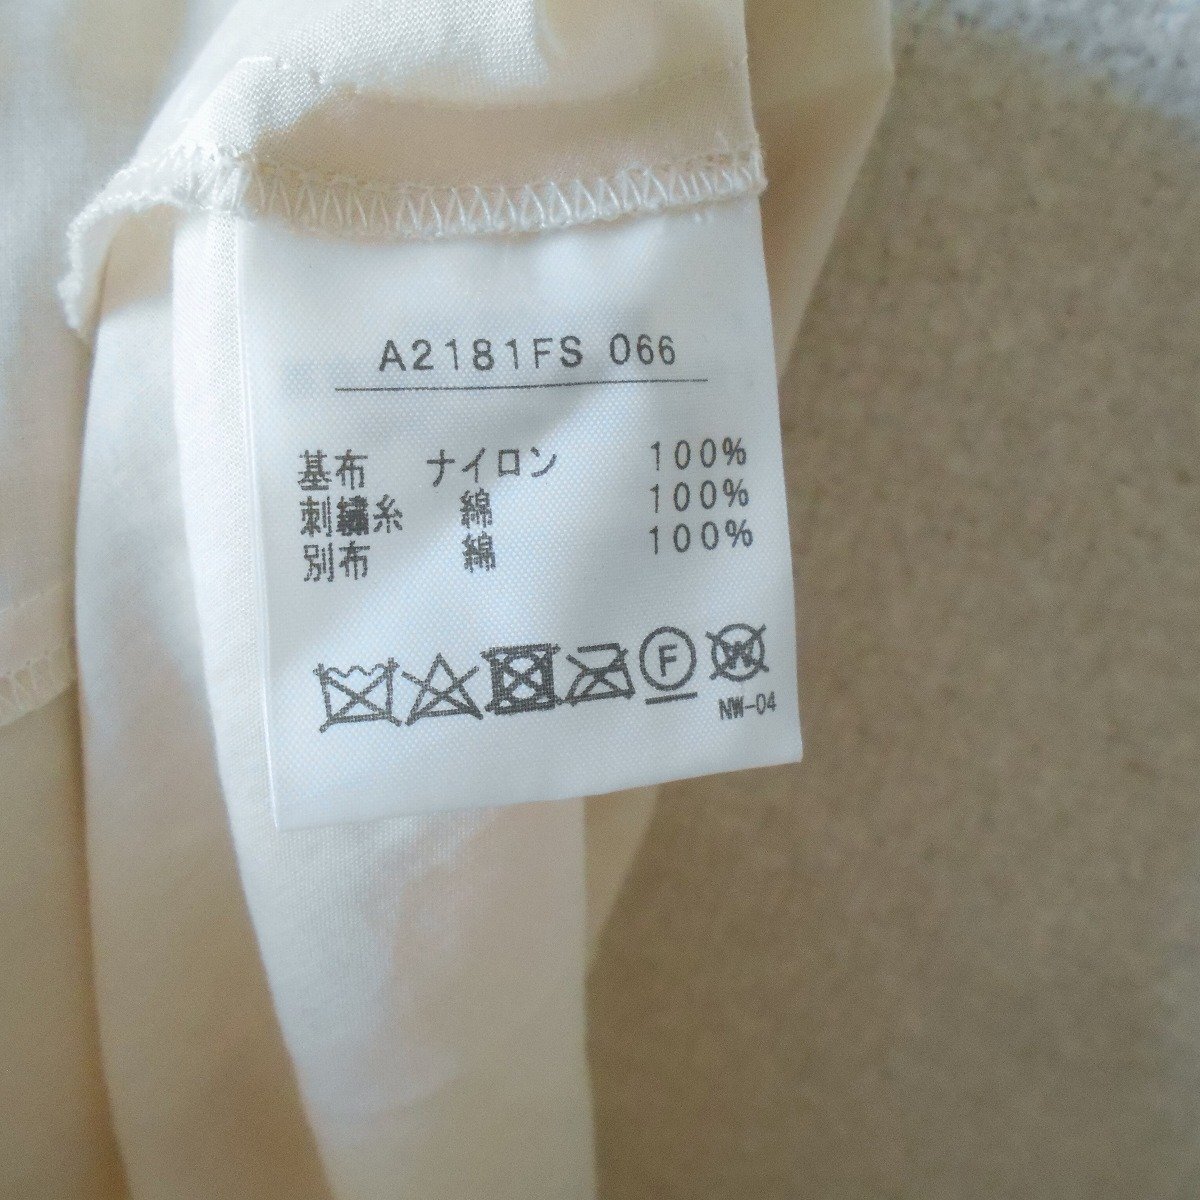 A2181FS 066
基布 ナイロン 100%
刺繍糸 綿 100%
別布 綿 100%
F W
NW-04